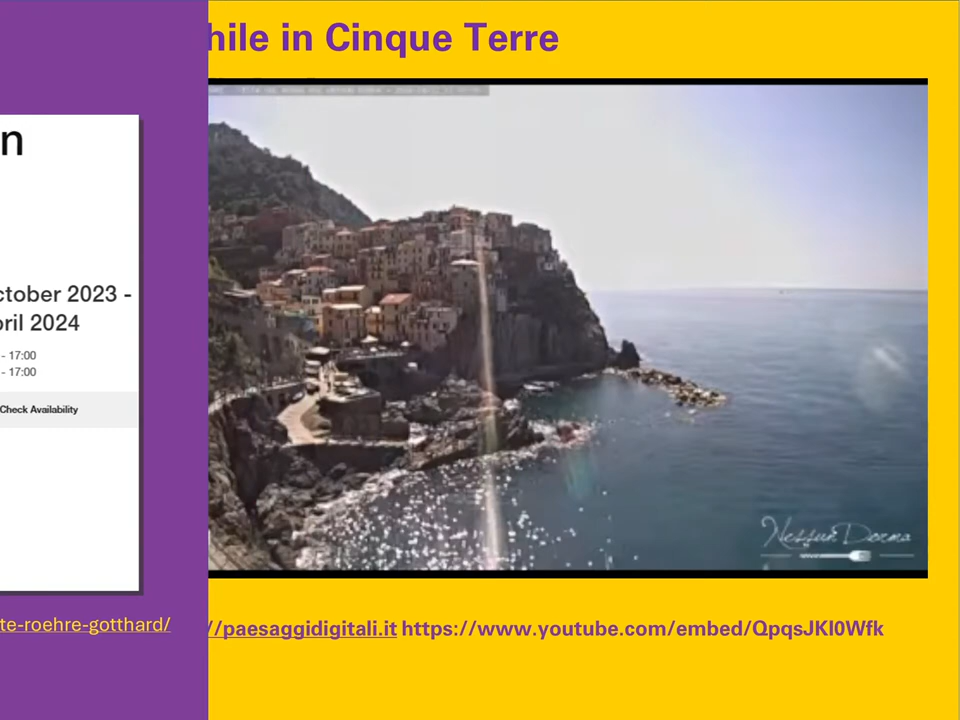 hile in Cinque Terre
n
ctober 2023 -
pril 2024
- 17:00
- 17:00
Check Availability
Nessun Dorma
te-roehre-gotthard/
//paesaggidigitali.it https://www.youtube.com/embed/QpqsJKI0Wfk